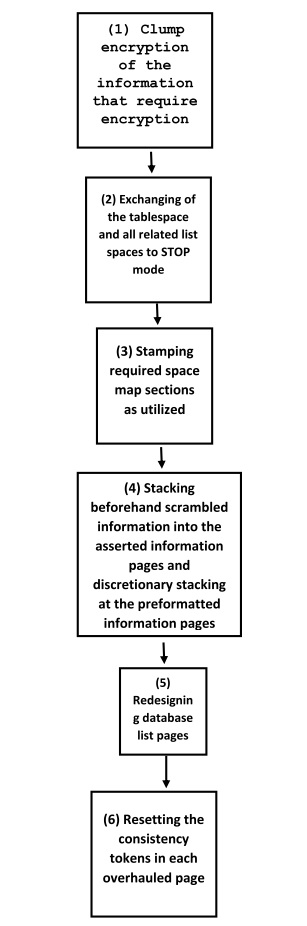 (1) Clump
encryption
of the
information
that require
encryption
(2) Exchanging of
the tablespace
and all related list
spaces to STOP
mode
(3) Stamping
required space
map sections
as utilized
(4) Stacking
beforehand scrambled
information into the
asserted information
pages and
discretionary stacking
at the preformatted
information pages
(5)
Redesignin
g database
list pages
(6) Resetting the
consistency
tokens in each
overhauled page